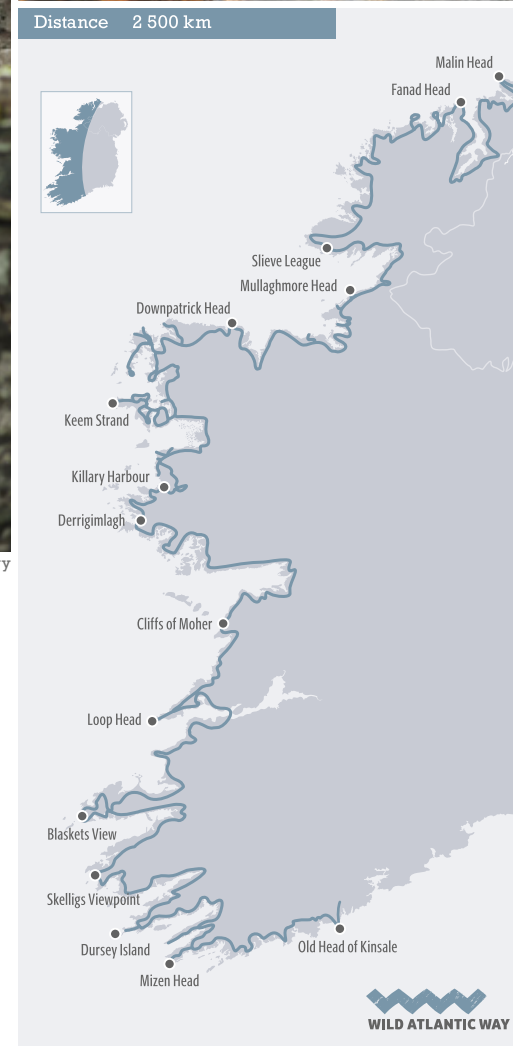 Distance 2 500 km
Malin Head
Fanad Head
Slieve League
Mullaghmore Head
Downpatrick Head
Keem Strand
Killary Harbour
Derrigimlagh
ry
Cliffs of Moher
Loop Head
Blaskets View
Skelligs Viewpoint
Dursey Island
Old Head of Kinsale
Mizen Head
WILD ATLANTIC WAY